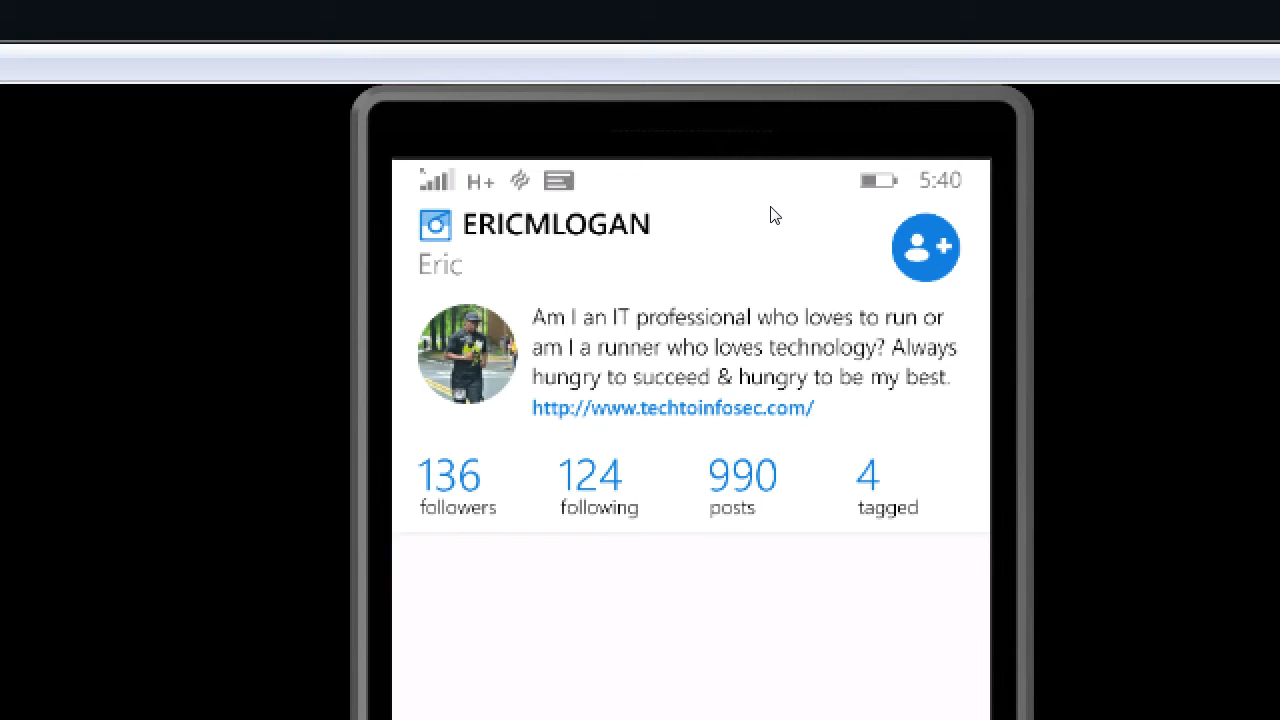 H+ 5:40
ERICMLOGAN
Eric
Am I an IT professional who loves to run or
am I a runner who loves technology? Always
hungry to succeed & hungry to be my best.
http://www.techtoinfosec.com/
136 124 990 4
followers following posts tagged